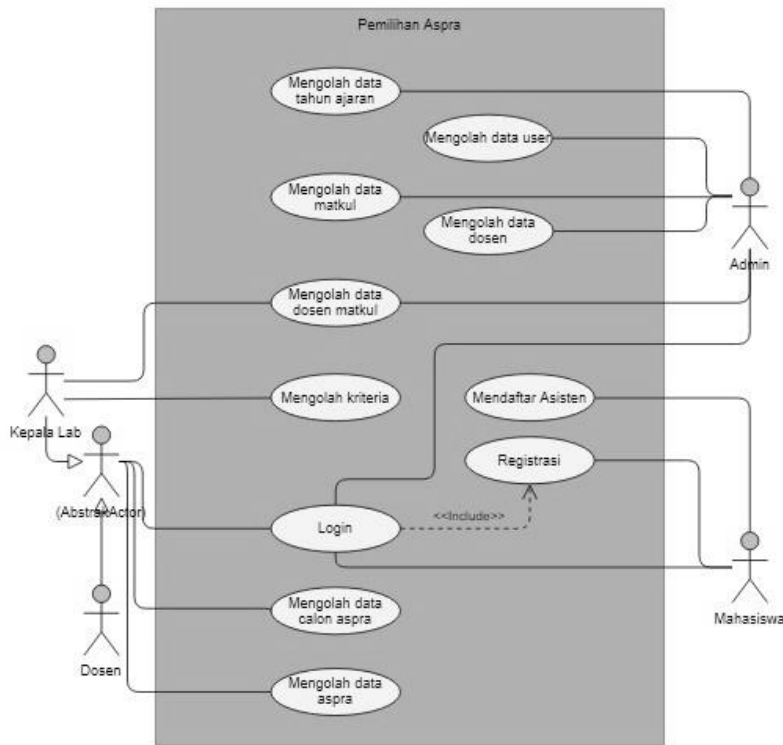 Pemilihan Aspra
Mengolah data
tahun ajaran
Mengolah data user
Mengolah data
matkul
Mengolah data
dosen
Admin
Mengolah data
dosen matkul
Kepala Lab
Mengolah kriteria
Mendaftar Asisten
Registrasi
(AbstrakActor)
Login
<<Include>>
Mahasiswa
Mengolah data
calon aspra
Dosen
Mengolah data
aspra